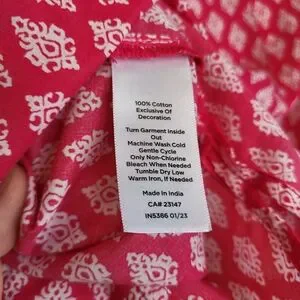 100% Cotton
Exclusive Of
Decoration
Turn Garment Inside
Out
Machine Wash Cold
Gentle Cycle
Only Non-Chlorine
Bleach When Needed
Tumble Dry Low
Warm Iron, If Needed
Made In India
CA# 23147
IN5386 01/23